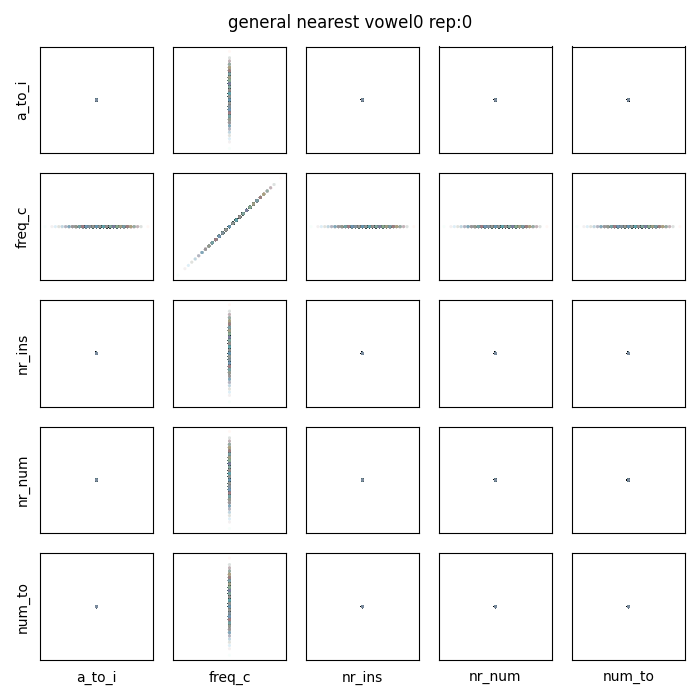 general nearest vowel0 rep:0
a_to_i
freq_c
nr_ins
nr_num
num_to
a_to_i freq_c nr_ins nr_num num_to